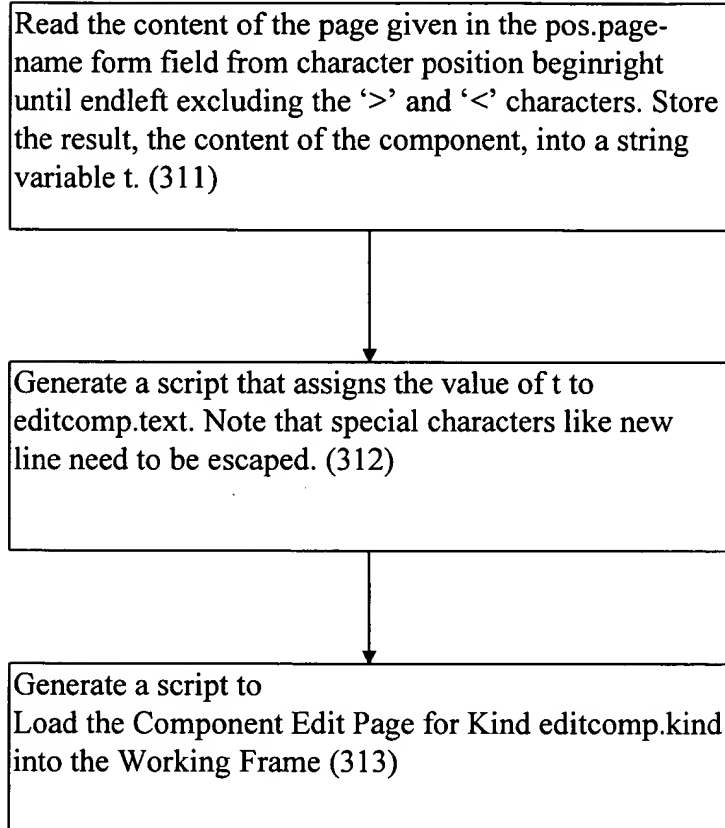 Read the content of the page given in the pos.page-
name form field from character position beginright
until endleft excluding the ‘>’ and ‘<’ characters. Store
the result, the content of the component, into a string
variable t. (311)
Generate a script that assigns the value of t to
editcomp.text. Note that special characters like new
line need to be escaped. (312)
Generate a script to
Load the Component Edit Page for Kind editcomp.kind
into the Working Frame (313)